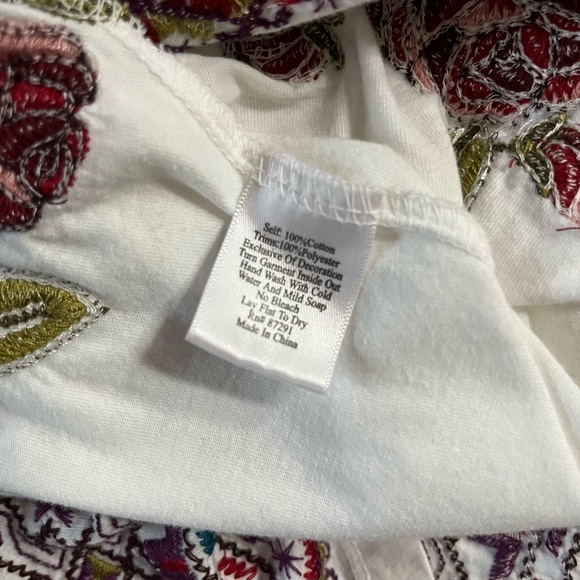 Self: 100%Cotton
Trims:100%Polyester
Exclusive Of Decoration
Turn Garment Inside Out
Hand Wash With Cold
Water And Mild Soap
No Bleach
Lay Flat To Dry
Rn# 87291
Made In China